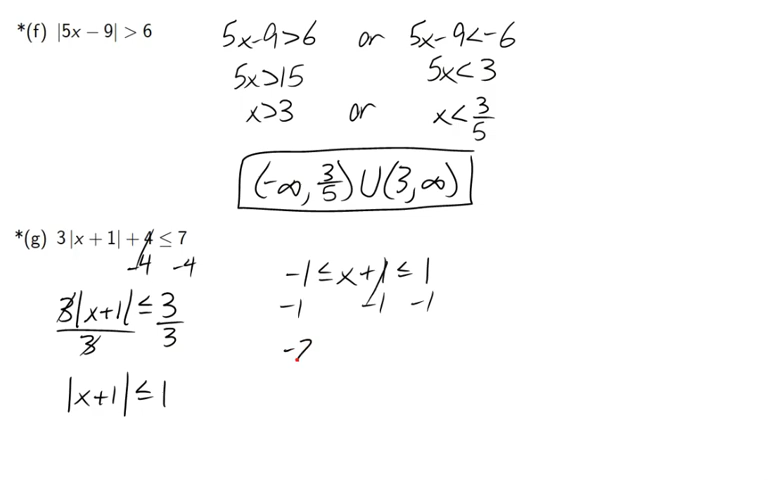 *(f) |5x − 9| > 6
5x-9>6 or 5x-9<-6
5x>15 5x<3
x>3 or x<3/5
(-∞, 3/5) ∪ (3, ∞)
*(g) 3|x + 1| + 4 ≤ 7
-4 -4
3|x+1|/3 ≤ 3/3
|x+1| ≤ 1
-1 ≤ x+1 ≤ 1
-1 -1 -1
-2